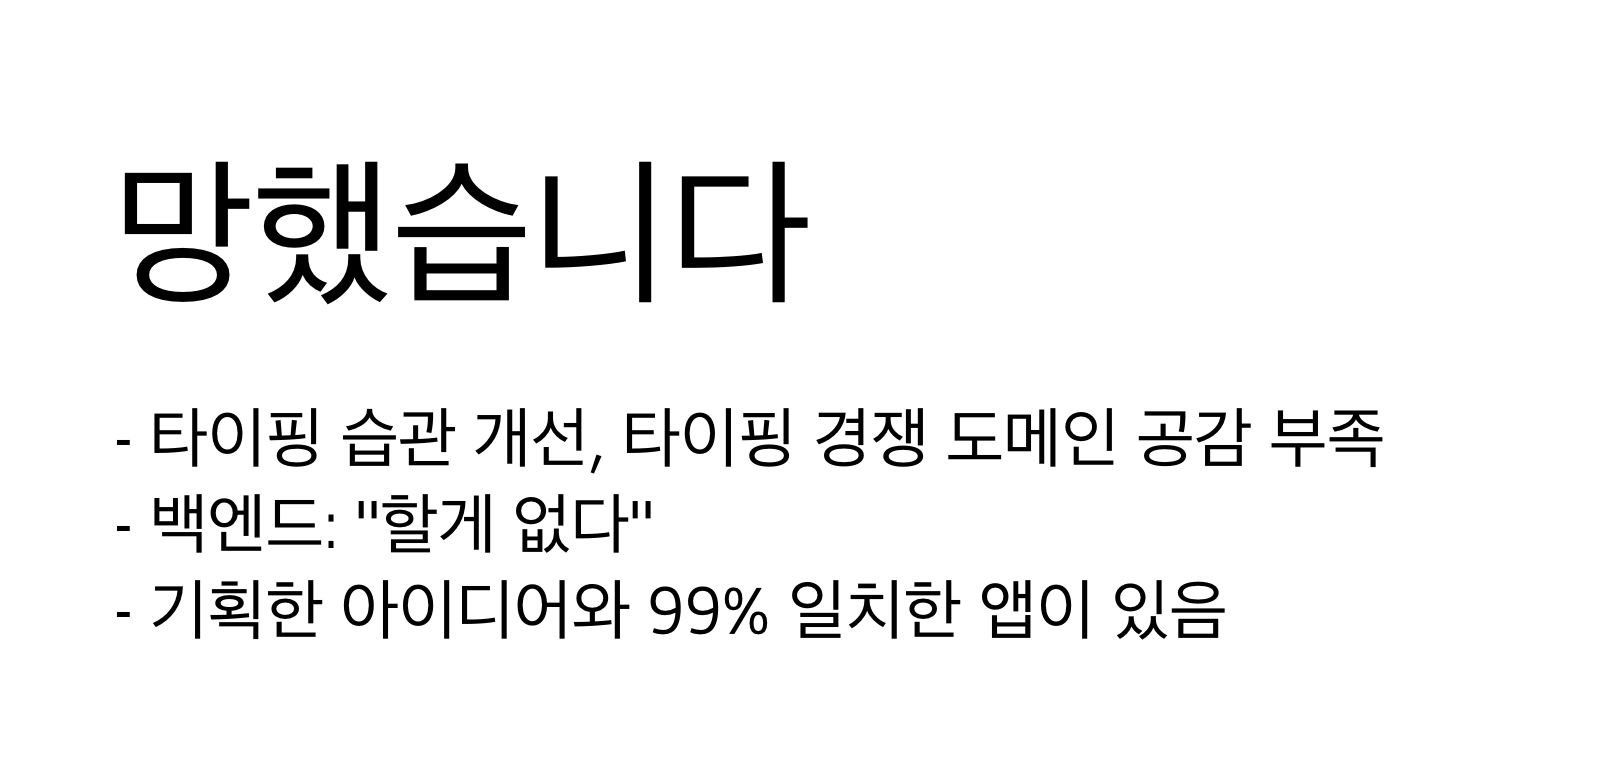 망했습니다
- 타이핑 습관 개선, 타이핑 경쟁 도메인 공감 부족
- 백엔드: "할게 없다"
- 기획한 아이디어와 99% 일치한 앱이 있음